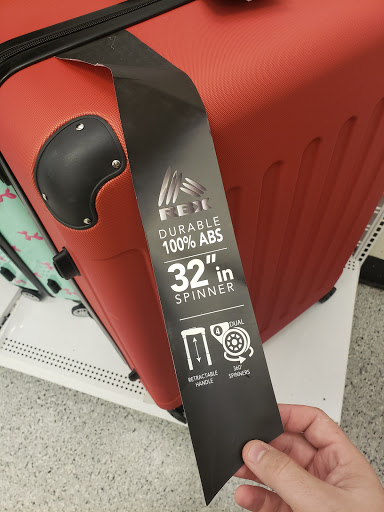 RBX
DURABLE
100% ABS
32" in
SPINNER
4 DUAL
RETRACTABLE
HANDLE
360°
SPINNERS